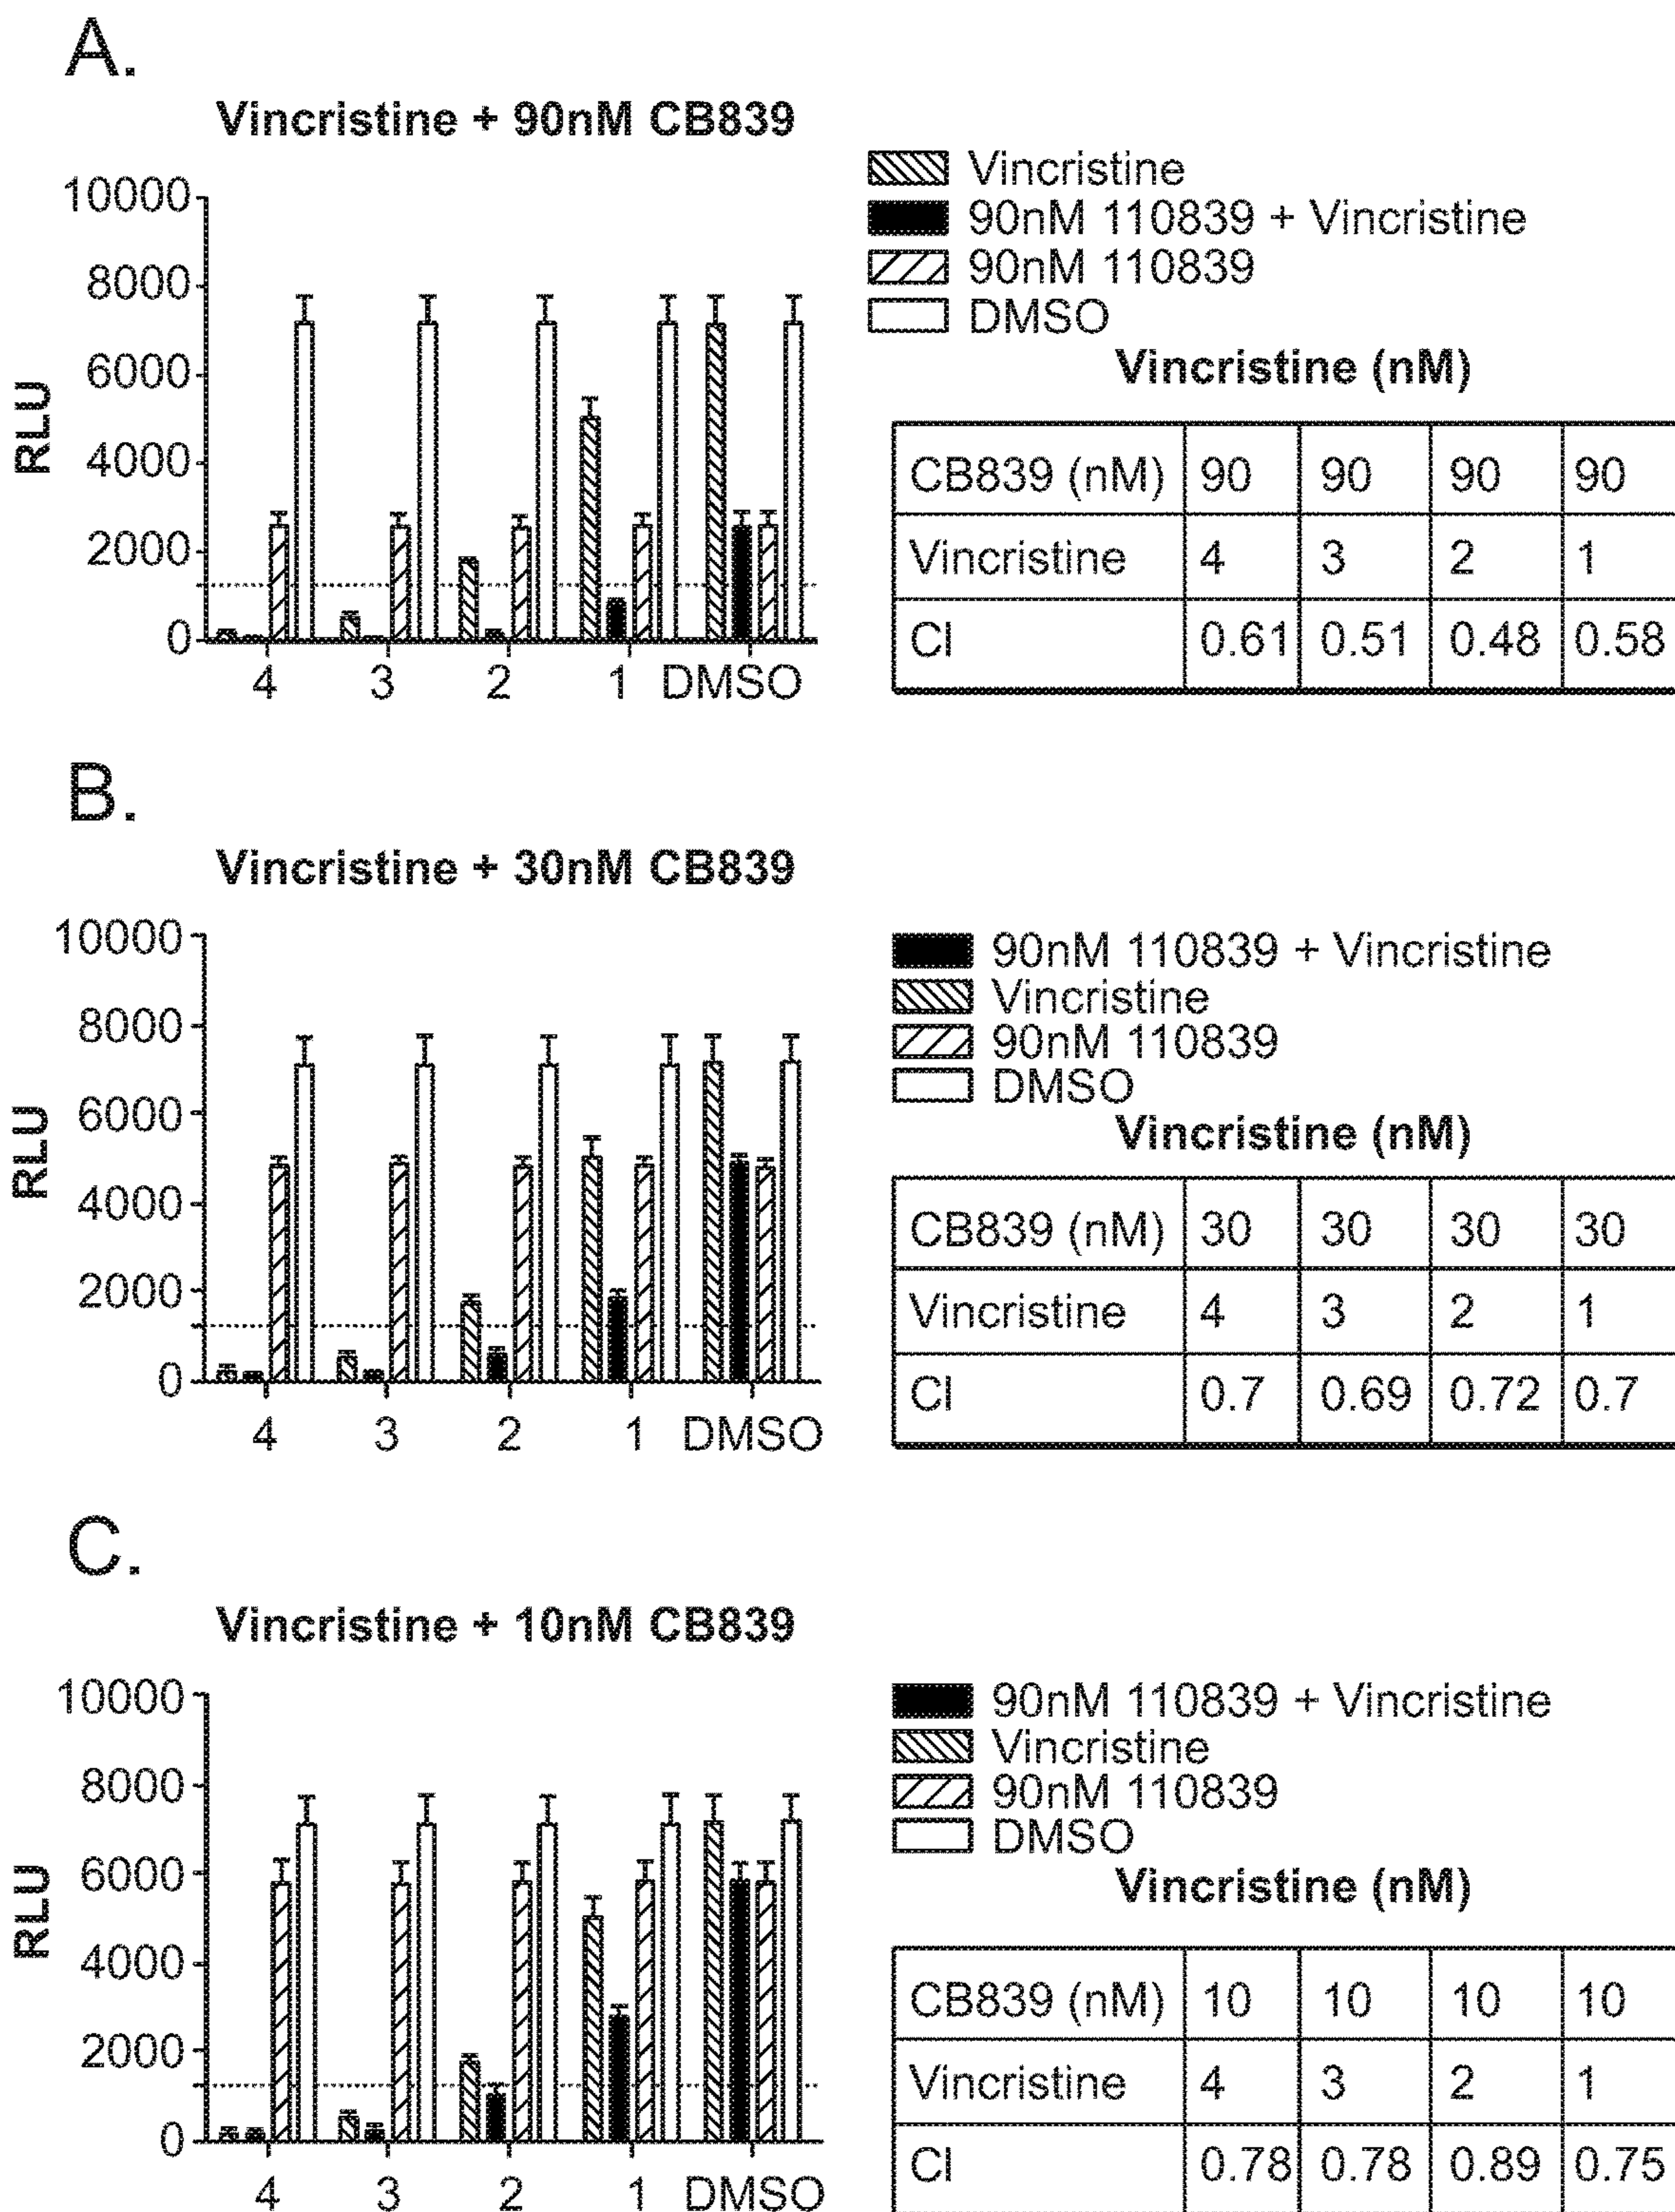 A.
Vincristine + 90nM CB839
10000
8000
6000
4000
2000
0
RLU
4 3 2 1 DMSO
Vincristine
90nM 110839 + Vincristine
90nM 110839
DMSO
Vincristine (nM)
CB839 (nM) 90 90 90 90
Vincristine 4 3 2 1
CI 0.61 0.51 0.48 0.58
B.
Vincristine + 30nM CB839
10000
8000
6000
4000
2000
0
RLU
4 3 2 1 DMSO
90nM 110839 + Vincristine
Vincristine
90nM 110839
DMSO
Vincristine (nM)
CB839 (nM) 30 30 30 30
Vincristine 4 3 2 1
CI 0.7 0.69 0.72 0.7
C.
Vincristine + 10nM CB839
10000
8000
6000
4000
2000
0
RLU
4 3 2 1 DMSO
90nM 110839 + Vincristine
Vincristine
90nM 110839
DMSO
Vincristine (nM)
CB839 (nM) 10 10 10 10
Vincristine 4 3 2 1
CI 0.78 0.78 0.89 0.75